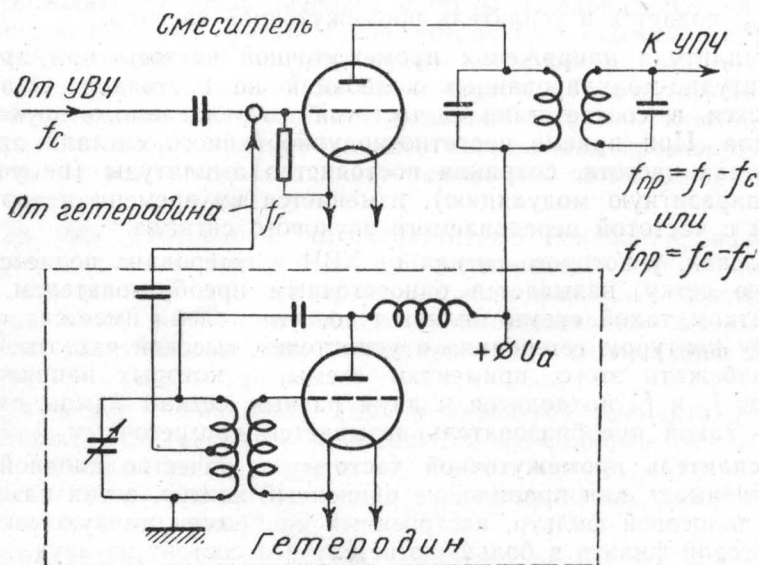 Смеситель
К УПЧ
От УВЧ
fс
От гетеродина
fг
fпр = fг - fс
или
fпр = fс - fг
+ Uа
Гетеродин